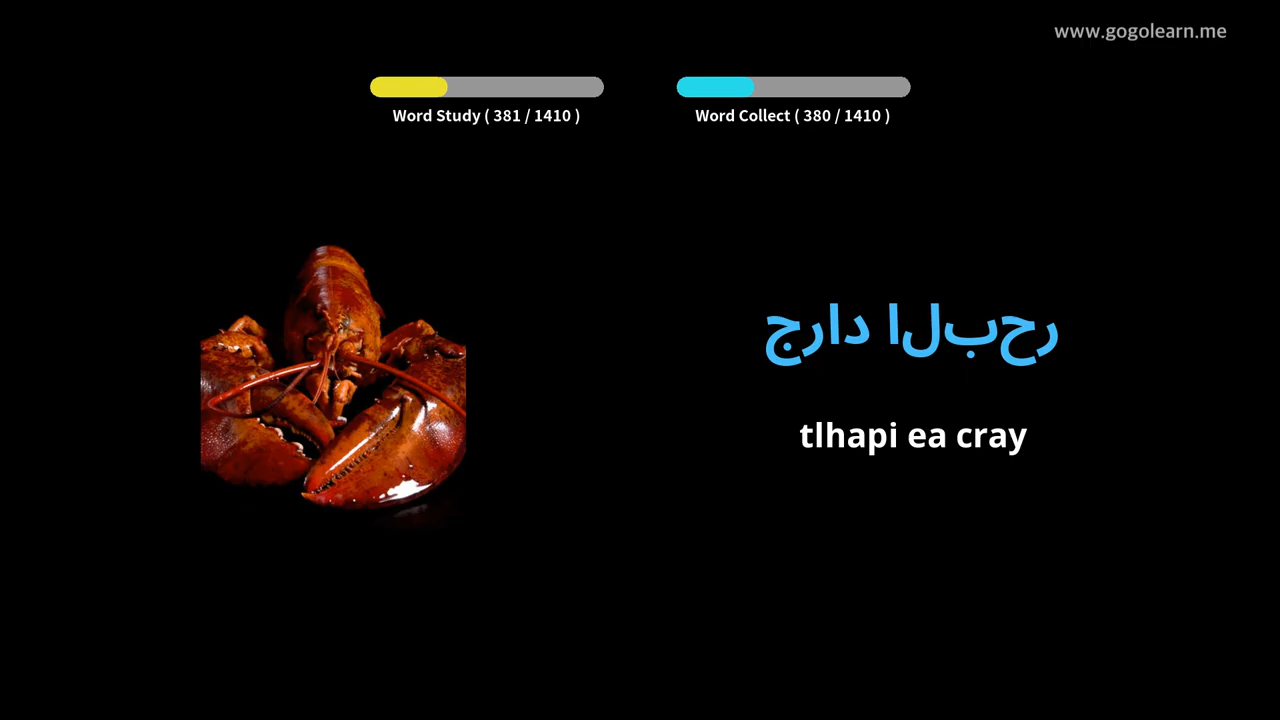 www.gogolearn.me
Word Study ( 381 / 1410 )
Word Collect ( 380 / 1410 )
جراد البحر
tlhapi ea cray